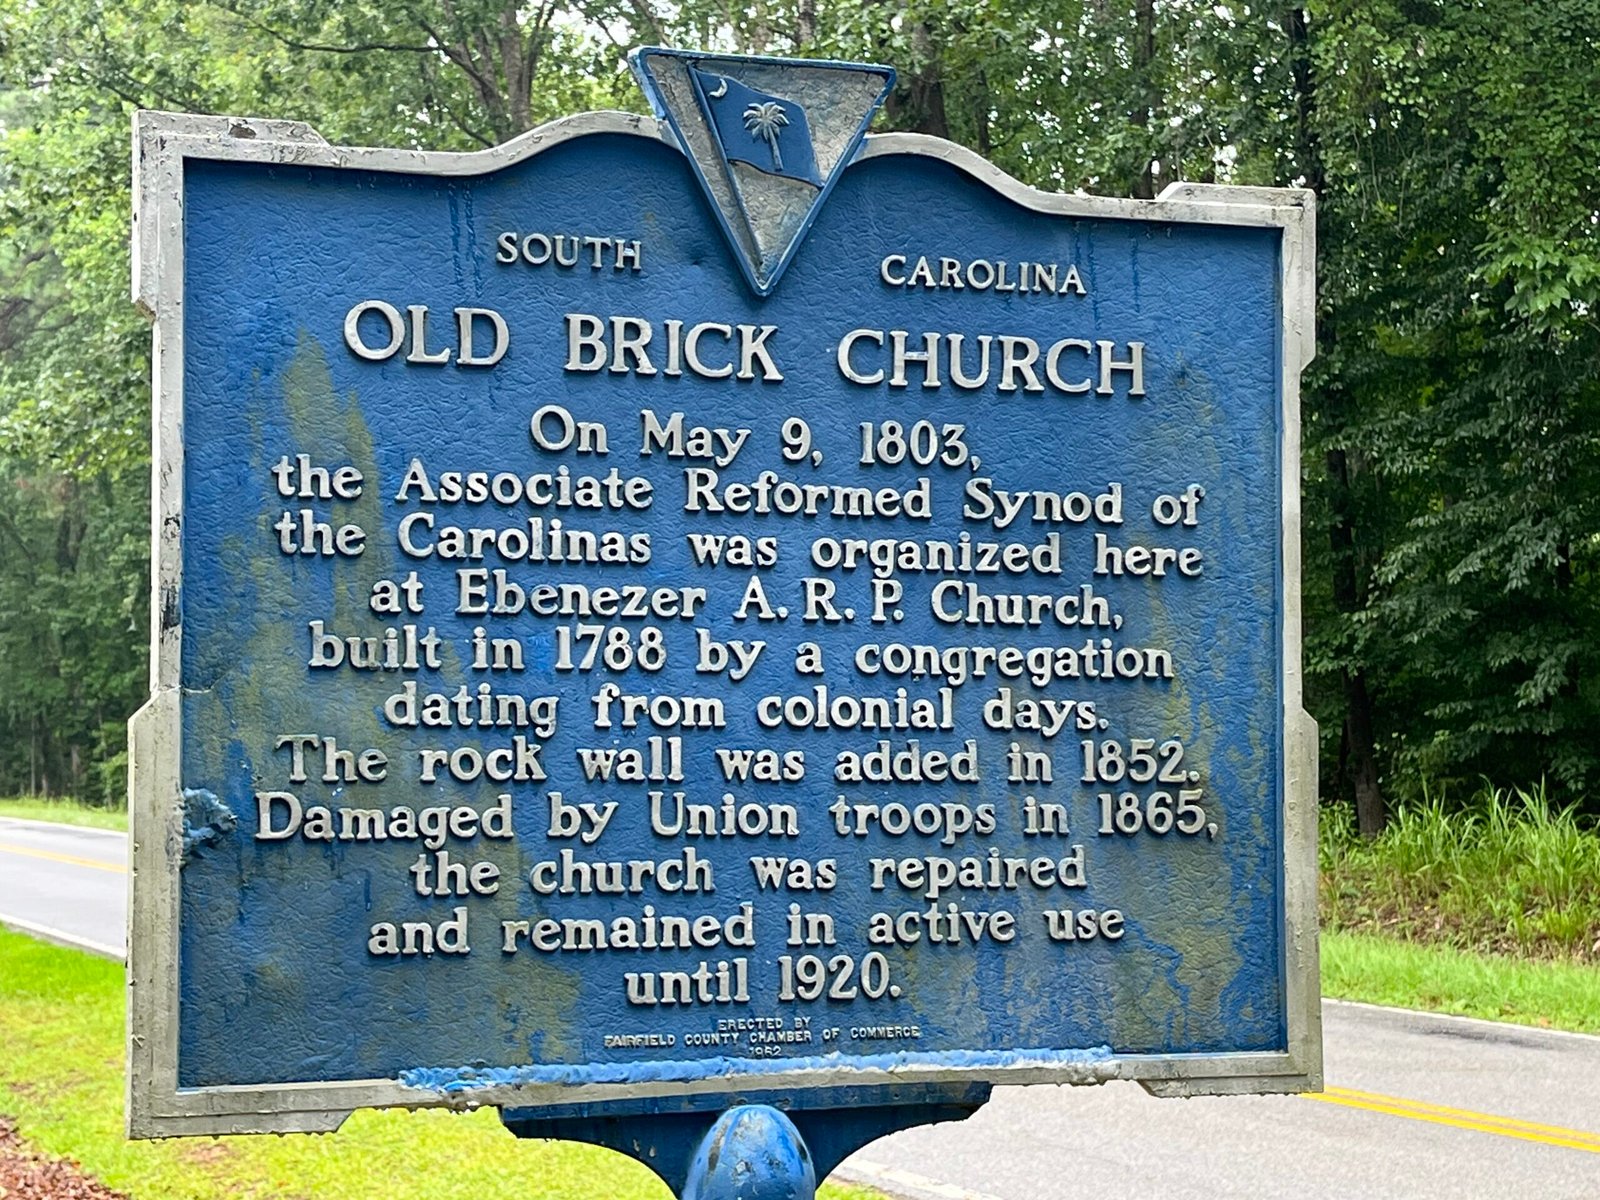 SOUTH CAROLINA
OLD BRICK CHURCH
On May 9, 1803,
the Associate Reformed Synod of
the Carolinas was organized here
at Ebenezer A. R. P. Church,
built in 1788 by a congregation
dating from colonial days.
The rock wall was added in 1852.
Damaged by Union troops in 1865,
the church was repaired
and remained in active use
until 1920.
ERECTED BY
FAIRFIELD COUNTY CHAMBER OF COMMERCE
1962